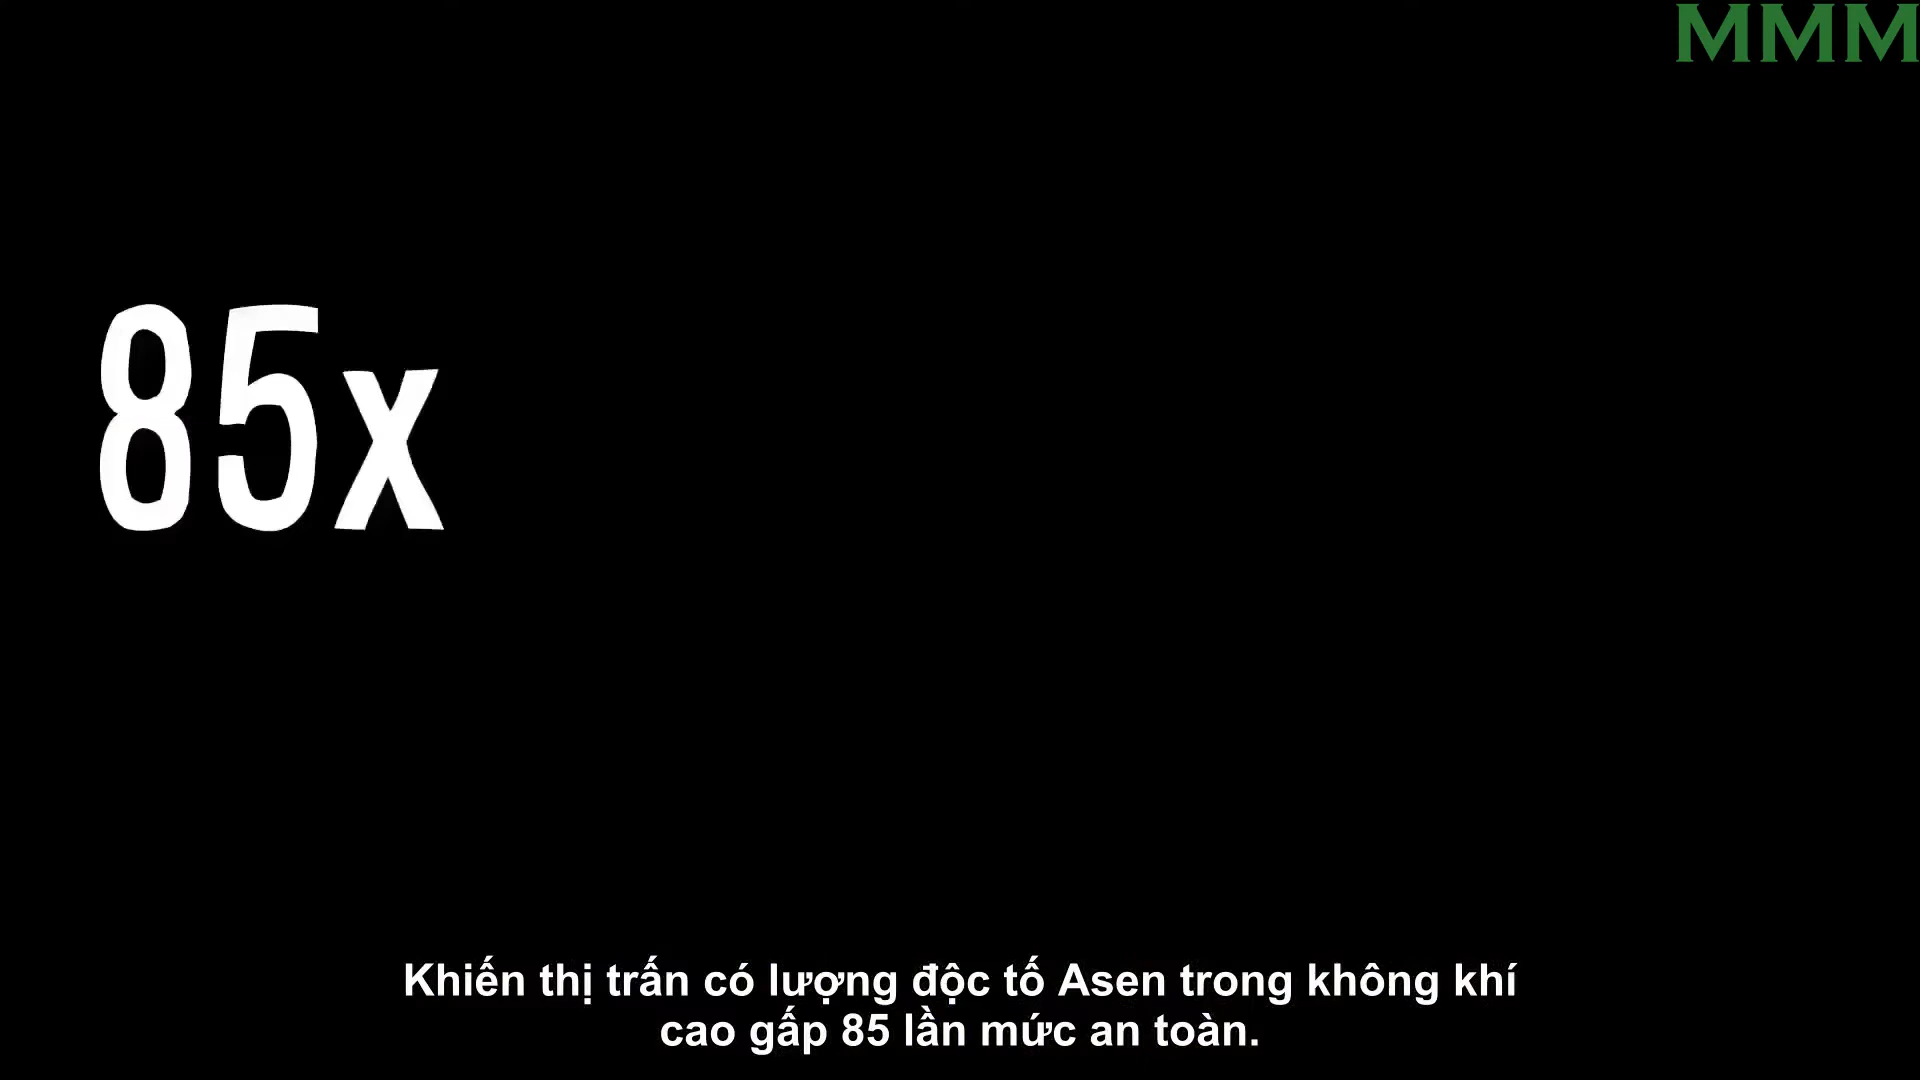 MMM
85x
Khiến thị trấn có lượng độc tố Asen trong không khí
cao gấp 85 lần mức an toàn.